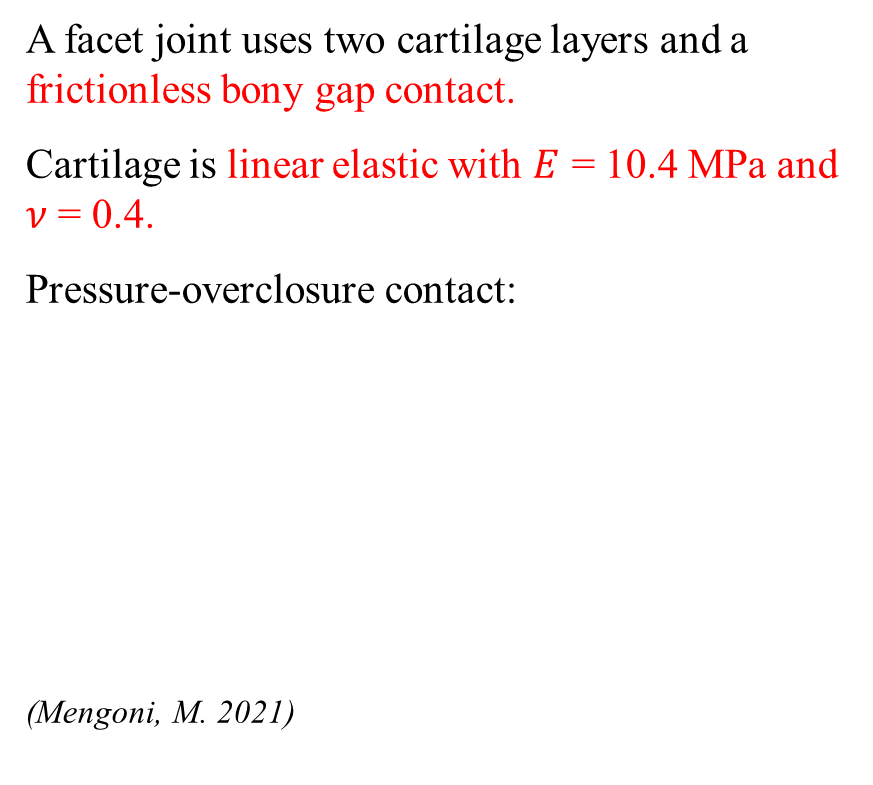 A facet joint uses two cartilage layers and a
frictionless bony gap contact.
Cartilage is linear elastic with E = 10.4 MPa and
ν = 0.4.
Pressure-overclosure contact:
(Mengoni, M. 2021)